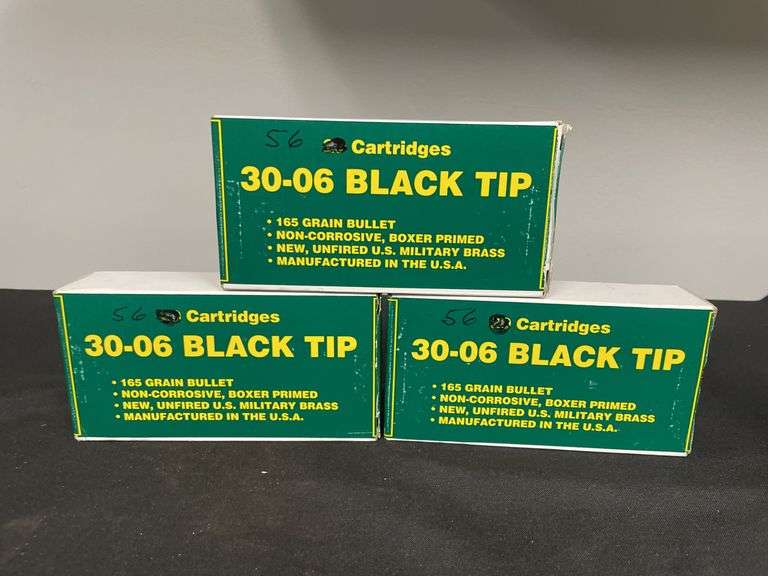 56 Cartridges
30-06 BLACK TIP
• 165 GRAIN BULLET
• NON-CORROSIVE, BOXER PRIMED
• NEW, UNFIRED U.S. MILITARY BRASS
• MANUFACTURED IN THE U.S.A.
56 Cartridges
30-06 BLACK TIP
• 165 GRAIN BULLET
• NON-CORROSIVE, BOXER PRIMED
• NEW, UNFIRED U.S. MILITARY BRASS
• MANUFACTURED IN THE U.S.A.
56 Cartridges
30-06 BLACK TIP
• 165 GRAIN BULLET
• NON-CORROSIVE, BOXER PRIMED
• NEW, UNFIRED U.S. MILITARY BRASS
• MANUFACTURED IN THE U.S.A.